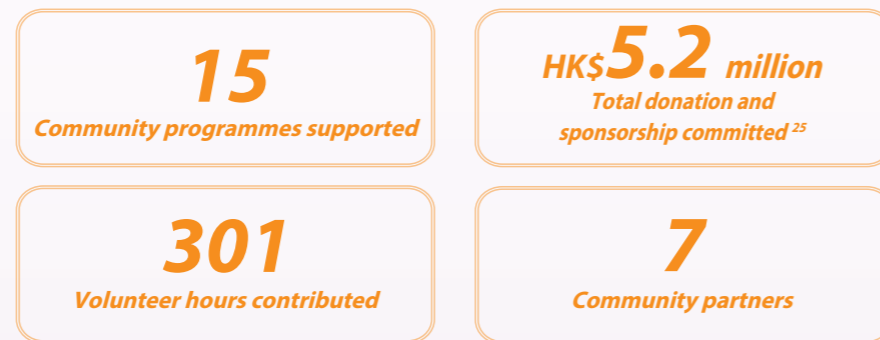 15
Community programmes supported
HK$5.2 million
Total donation and
sponsorship committed 25
301
Volunteer hours contributed
7
Community partners